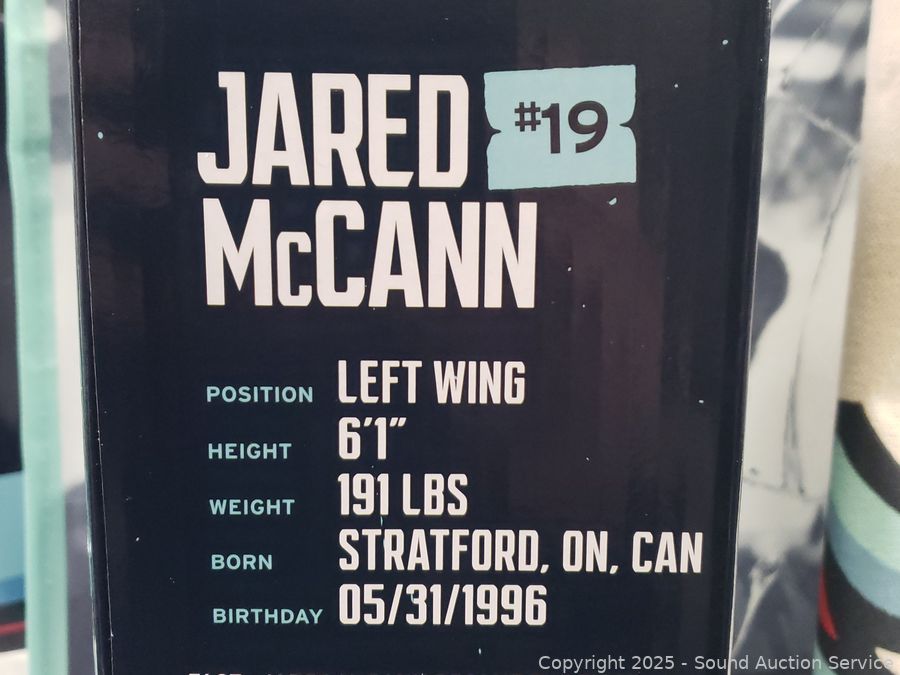 JARED #19
McCANN
POSITION LEFT WING
HEIGHT 6'1"
WEIGHT 191 LBS
BORN STRATFORD, ON, CAN
BIRTHDAY 05/31/1996
Copyright 2025 - Sound Auction Service